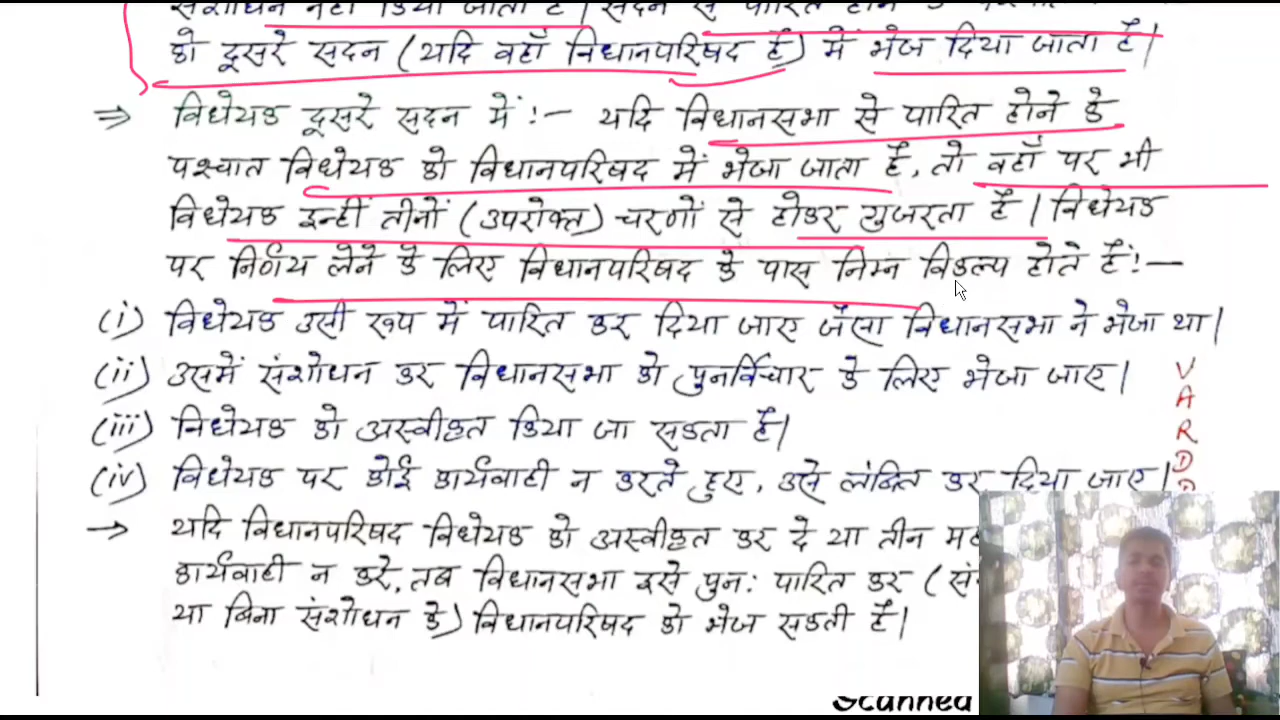 संशोधन नहीं किया जाता है। सदन से पारित होने के
को दूसरे सदन (यदि वहाँ विधानपरिषद है) में भेज दिया जाता है।
⇒ विधेयक दूसरे सदन में :- यदि विधानसभा से पारित होने के
पश्चात विधेयक को विधानपरिषद में भेजा जाता है, तो वहाँ पर भी
विधेयक इन्हीं तीनों (उपरोक्त) चरणों से होकर गुजरता है। विधेयक
पर निर्णय लेने के लिए विधानपरिषद के पास निम्न विकल्प होते हैं :-
(i) विधेयक उसी रूप में पारित कर दिया जाए जैसा विधानसभा ने भेजा था।
(ii) उसमें संशोधन कर विधानसभा को पुनर्विचार के लिए भेजा जाए।
(iii) विधेयक को अस्वीकृत किया जा सकता है।
(iv) विधेयक पर कोई कार्यवाही न करते हुए, उसे लंबित कर दिया जाए।
→ यदि विधानपरिषद विधेयक को अस्वीकृत कर दे या तीन
कार्यवाही न करे, तब विधानसभा इसे पुन: पारित कर
या बिना संशोधन के) विधानपरिषद को भेज सकती है।
V
A
R
D
Scanned